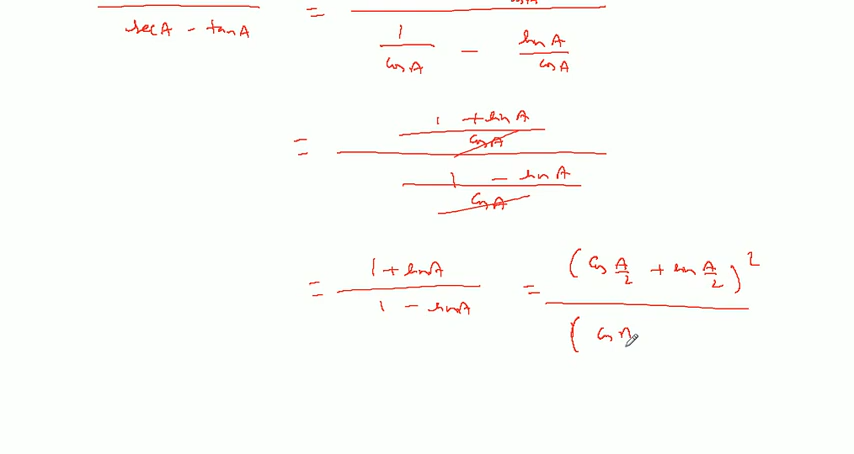 cosA
secA - tanA =
1/cosA - sinA/cosA
= (1 + sinA)/cosA
(1 - sinA)/cosA
= (1 + sinA)/(1 - sinA) = (cos A/2 + sin A/2)^2
( cos A